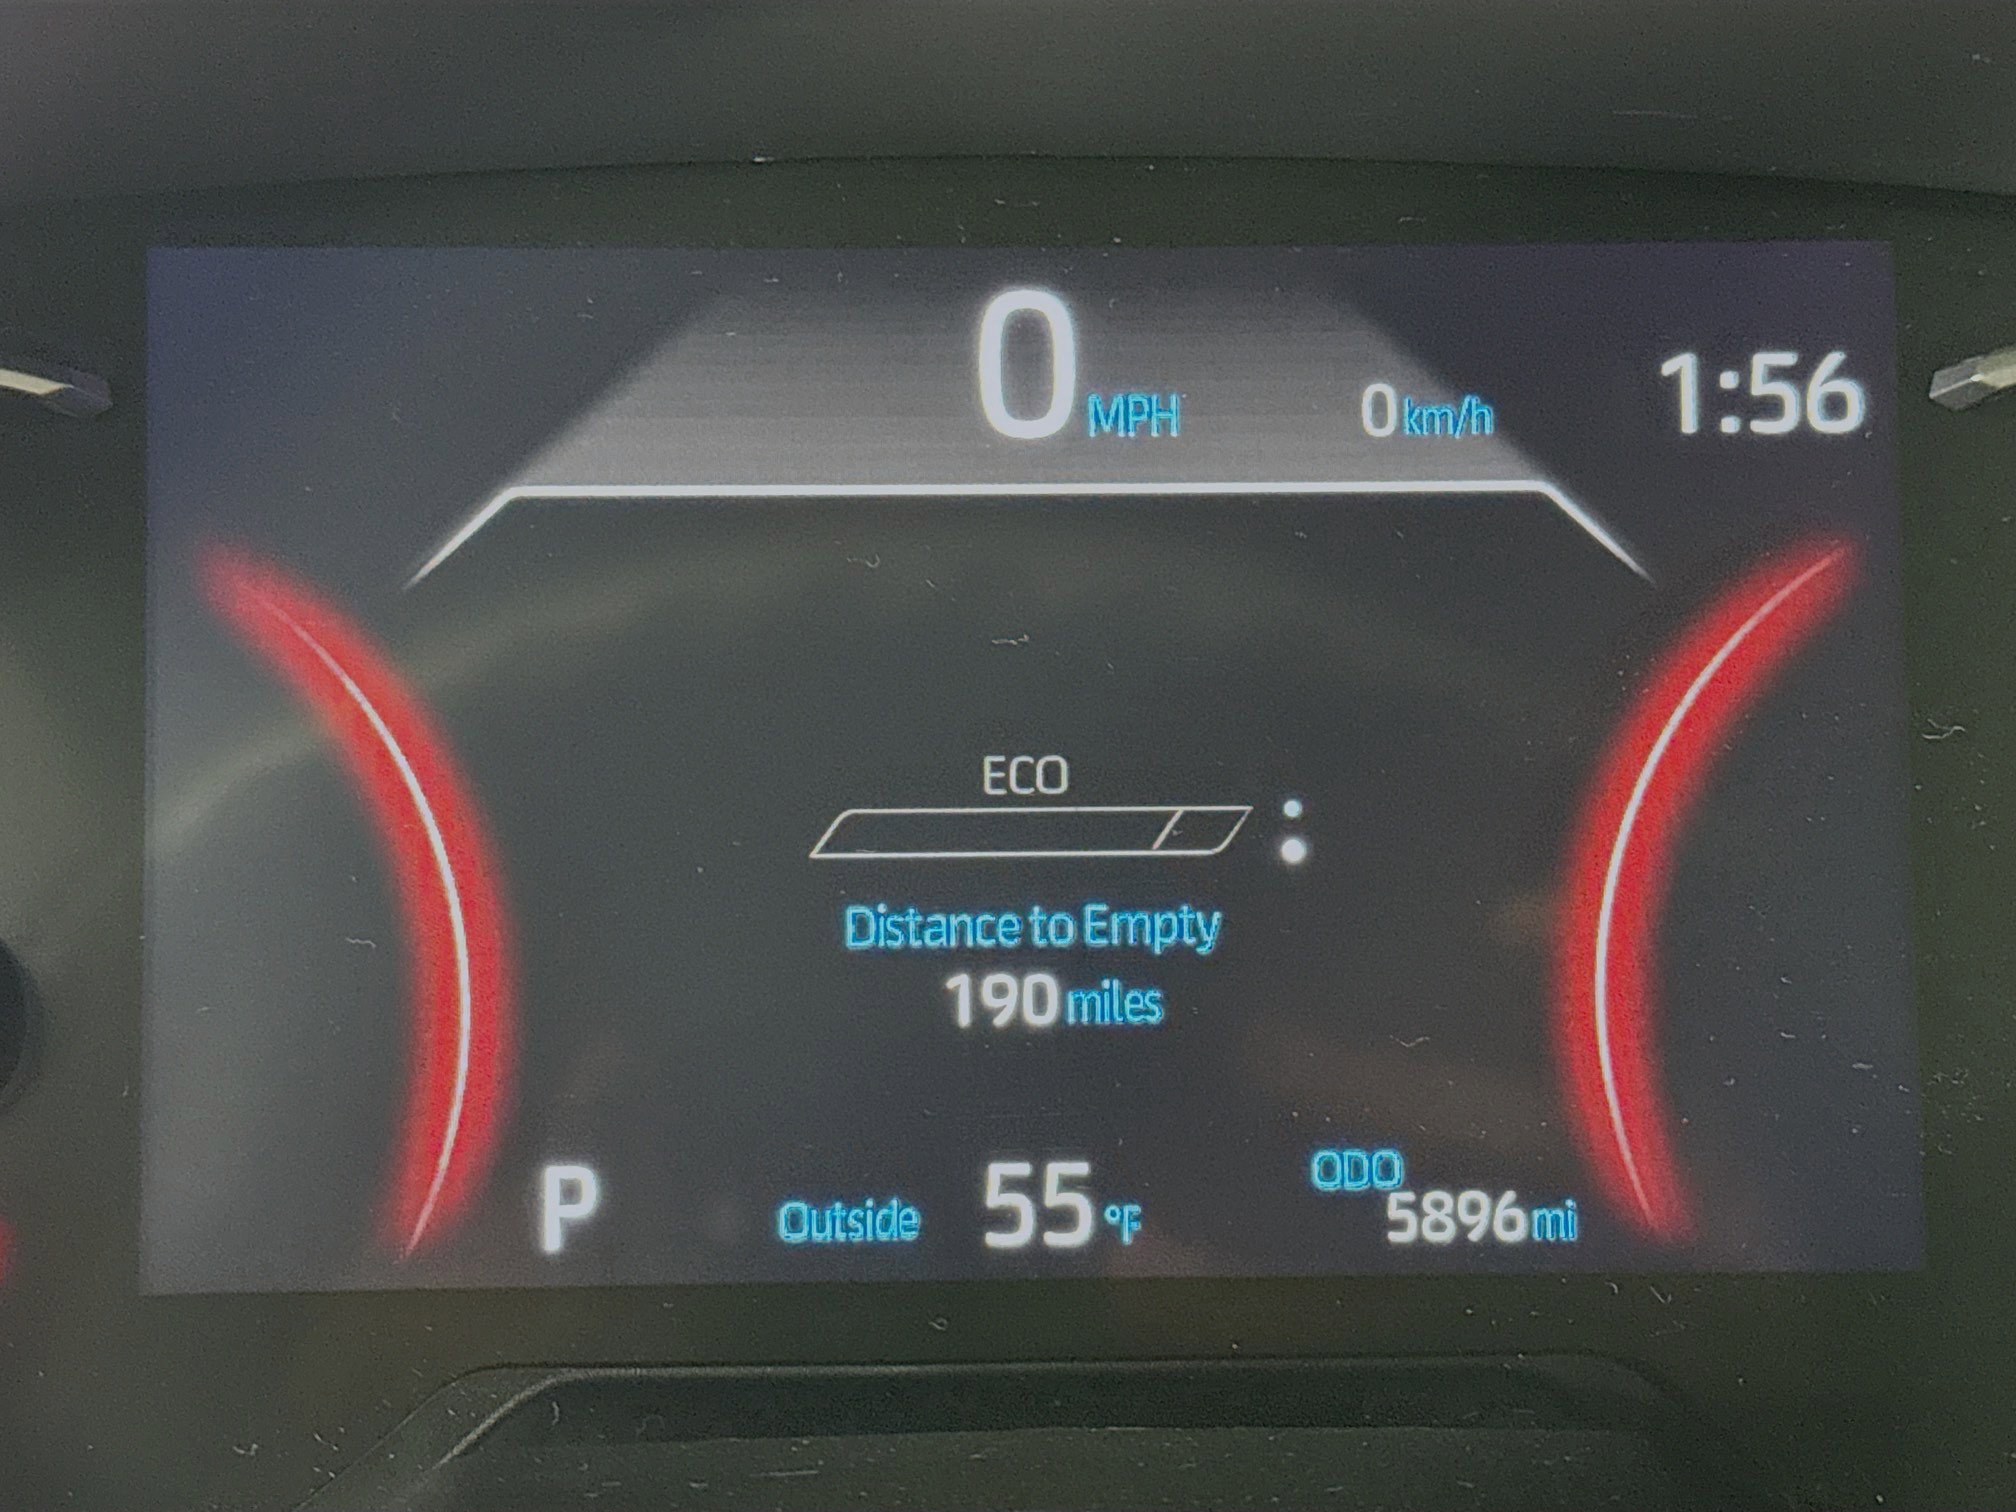 0 MPH 0 km/h 1:56
ECO
Distance to Empty
190 miles
P Outside 55 °F
ODO
5896 mi